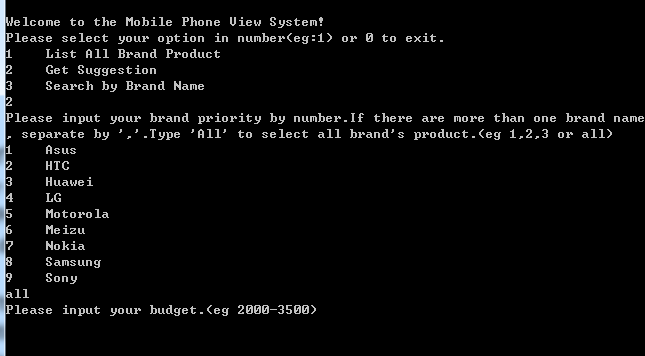 Welcome to the Mobile Phone View System!
Please select your option in number(eg:1) or 0 to exit.
1    List All Brand Product
2    Get Suggestion
3    Search by Brand Name
2
Please input your brand priority by number.If there are more than one brand name
, separate by ','.Type 'All' to select all brand's product.(eg 1,2,3 or all)
1    Asus
2    HTC
3    Huawei
4    LG
5    Motorola
6    Meizu
7    Nokia
8    Samsung
9    Sony
all
Please input your budget.(eg 2000-3500)